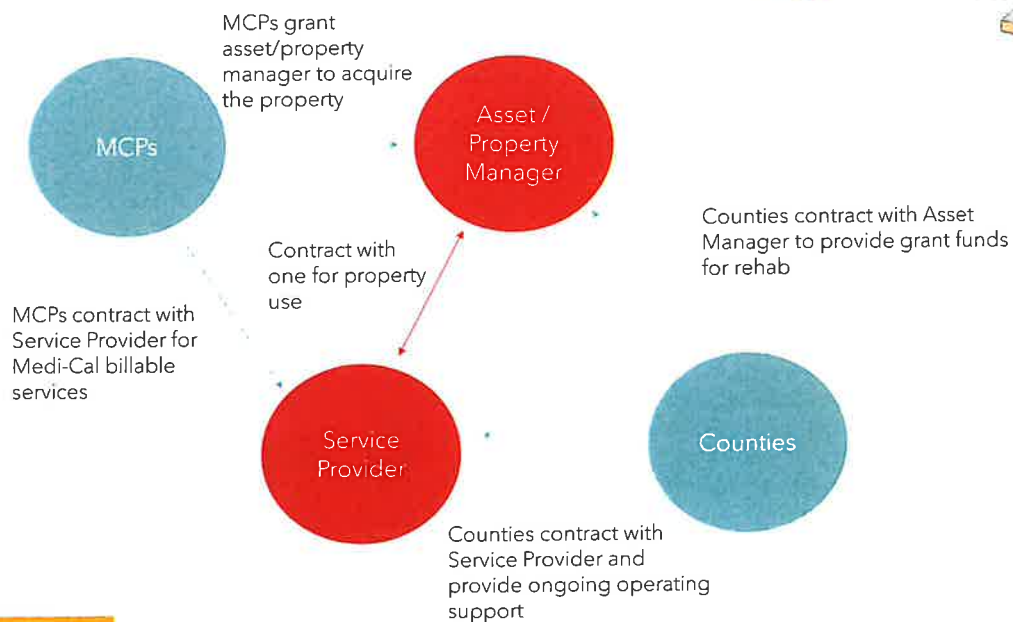 MCPs grant
asset/property
manager to acquire
the property
MCPs
Asset /
Property
Manager
Counties contract with Asset
Manager to provide grant funds
for rehab
Contract with
one for property
use
MCPs contract with
Service Provider for
Medi-Cal billable
services
Service
Provider
Counties
Counties contract with
Service Provider and
provide ongoing operating
support